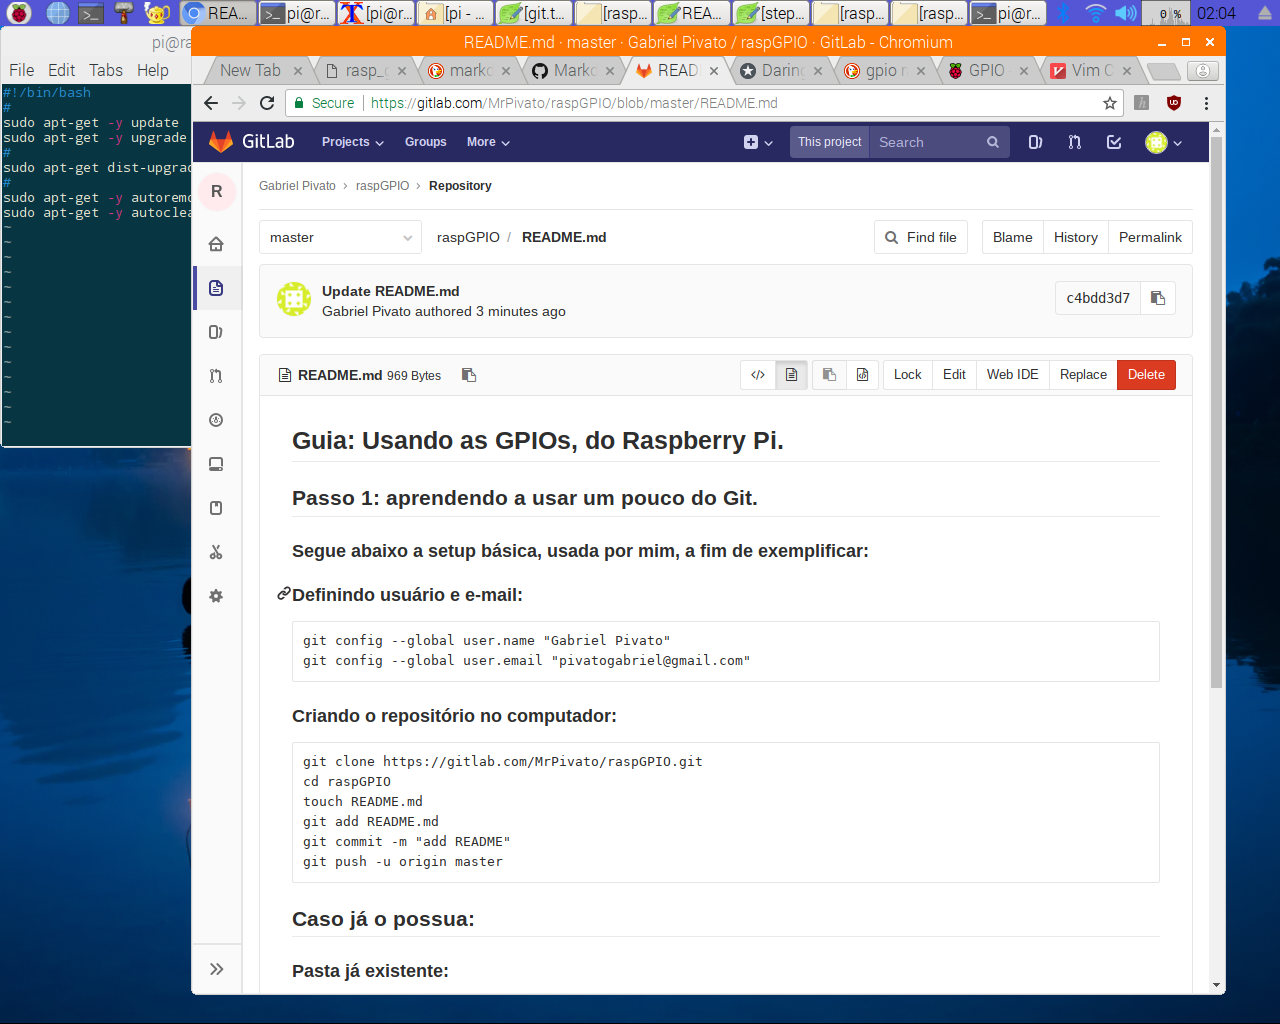 REA...
pi@r...
[pi@r...
[pi - ...
[git.t...
[rasp...
REA...
[step...
[rasp...
[rasp...
pi@r...
0 %
02:04
pi@ra
README.md · master · Gabriel Pivato / raspGPIO · GitLab - Chromium
File Edit Tabs Help
New Tab
rasp_g
markd
Markd
READ
Daring
gpio r
GPIO -
Vim C
Secure https://gitlab.com/MrPivato/raspGPIO/blob/master/README.md
#!/bin/bash
#
sudo apt-get -y update
sudo apt-get -y upgrade
#
sudo apt-get dist-upgrad
#
sudo apt-get -y autoremo
sudo apt-get -y autoclea
~
~
~
~
~
~
~
~
~
~
~
~
~
~
GitLab Projects Groups More This project Search
R
Gabriel Pivato › raspGPIO › Repository
master raspGPIO / README.md Find file Blame History Permalink
Update README.md
Gabriel Pivato authored 3 minutes ago
c4bdd3d7
README.md 969 Bytes </> Lock Edit Web IDE Replace Delete
Guia: Usando as GPIOs, do Raspberry Pi.
Passo 1: aprendendo a usar um pouco do Git.
Segue abaixo a setup básica, usada por mim, a fim de exemplificar:
Definindo usuário e e-mail:
git config --global user.name "Gabriel Pivato"
git config --global user.email "pivatogabriel@gmail.com"
Criando o repositório no computador:
git clone https://gitlab.com/MrPivato/raspGPIO.git
cd raspGPIO
touch README.md
git add README.md
git commit -m "add README"
git push -u origin master
Caso já o possua:
Pasta já existente: